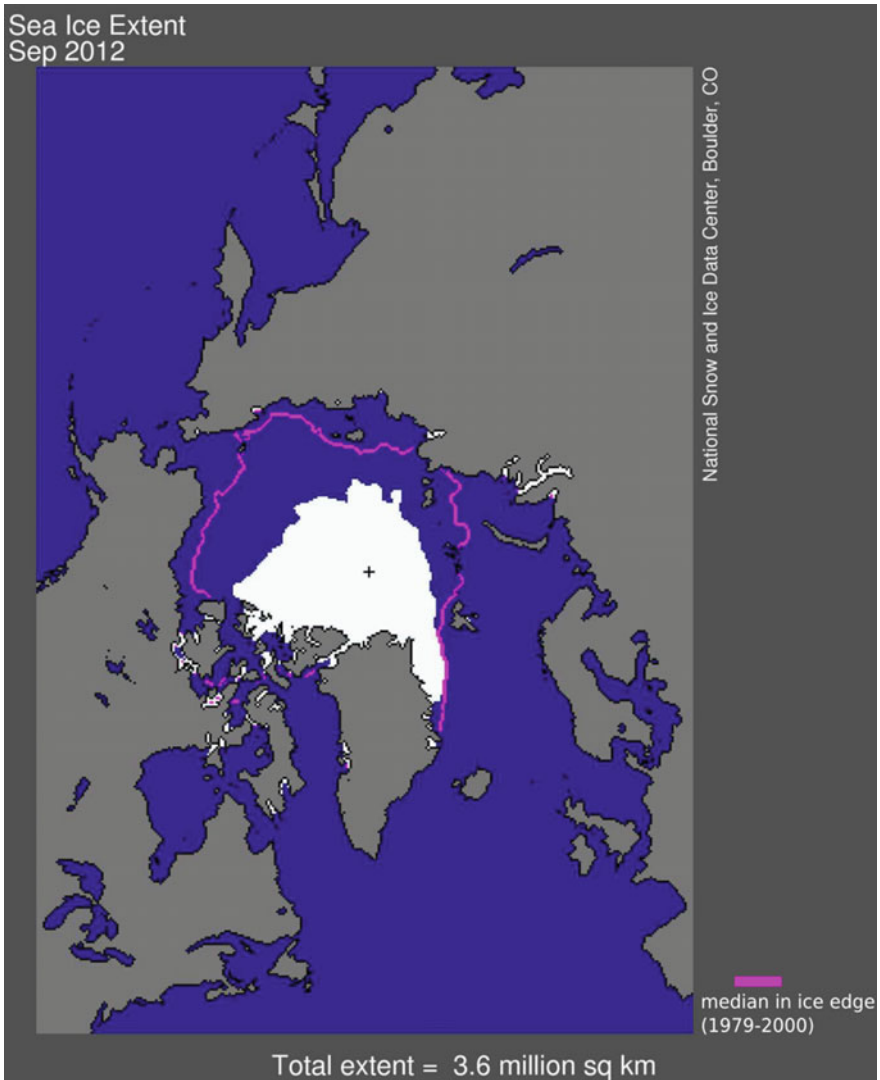 Sea Ice Extent
Sep 2012
National Snow and Ice Data Center, Boulder, CO
median in ice edge
(1979-2000)
Total extent = 3.6 million sq km